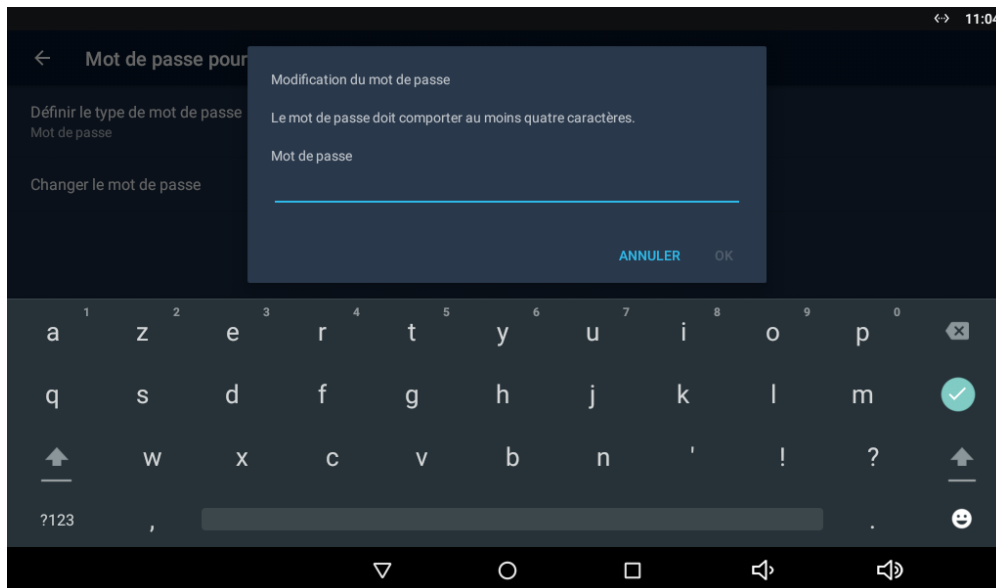 11:04
Mot de passe pour
Définir le type de mot de passe
Mot de passe
Changer le mot de passe
Modification du mot de passe
Le mot de passe doit comporter au moins quatre caractères.
Mot de passe
ANNULER OK
a 1 z 2 e 3 r 4 t 5 y 6 u 7 i 8 o 9 p 0
q s d f g h j k l m
w x c v b n ' ! ?
?123 , .